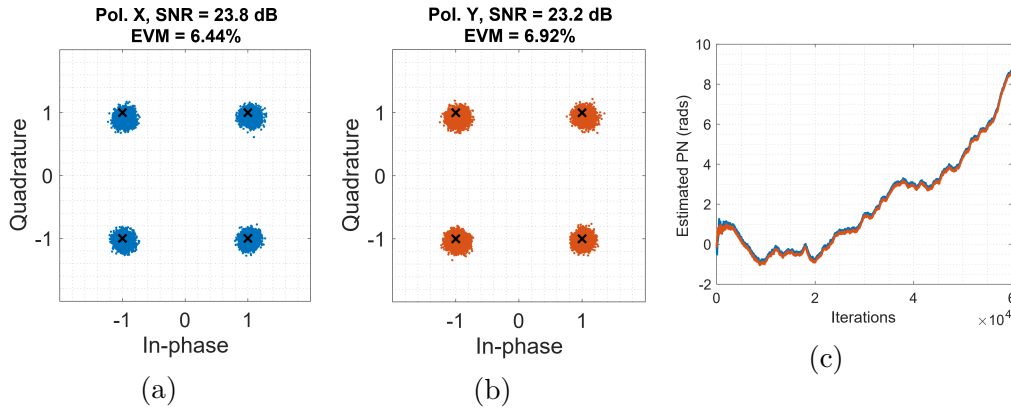 Pol. X, SNR = 23.8 dB
EVM = 6.44%
Quadrature
1
0
-1
-1 0 1
In-phase
(a)
Pol. Y, SNR = 23.2 dB
EVM = 6.92%
Quadrature
1
0
-1
-1 0 1
In-phase
(b)
Estimated PN (rads)
10
8
6
4
2
0
-2
0 2 4 6
Iterations
×10⁴
(c)